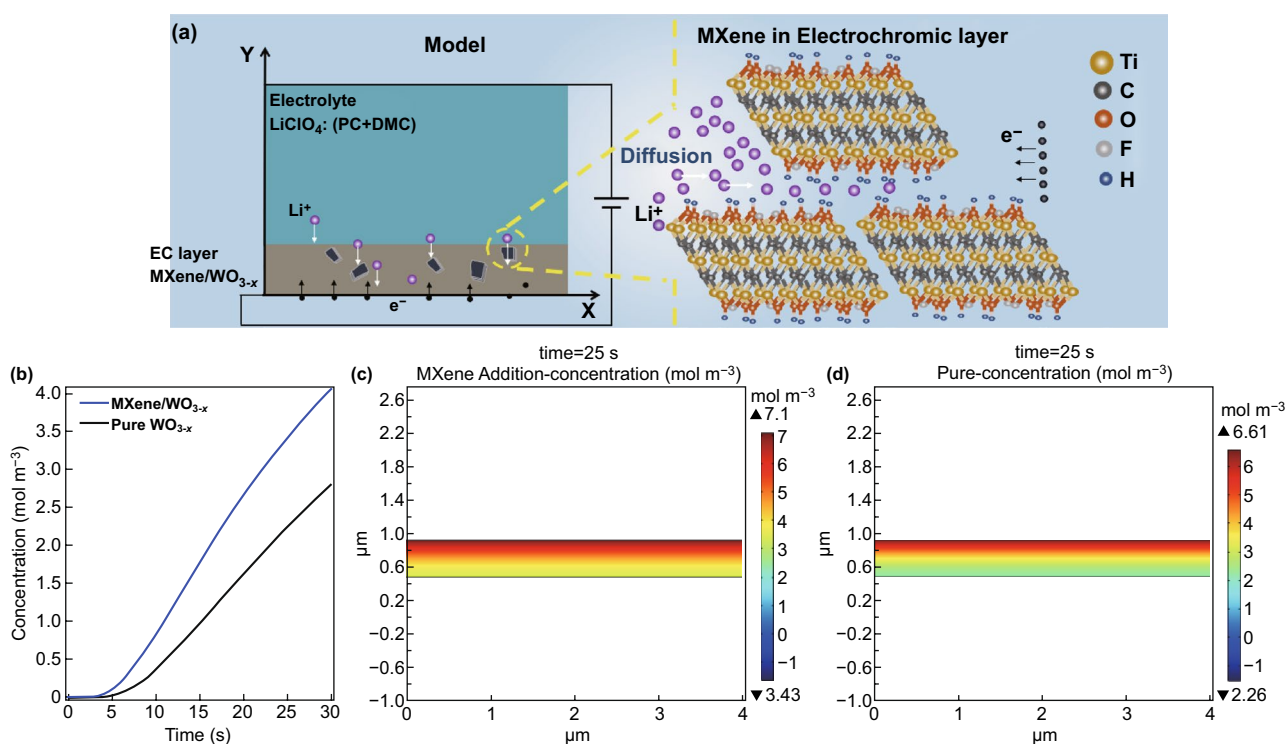 (a)
Model
MXene in Electrochromic layer
Y
Electrolyte
LiClO₄: (PC+DMC)
Li⁺
EC layer
MXene/WO₃₋ₓ
e⁻
X
Diffusion
Li⁺
e⁻
Ti
C
O
F
H
(b)
Concentration (mol m⁻³)
4.0
3.5
3.0
2.5
2.0
1.5
1.0
0.5
0
MXene/WO₃₋ₓ
Pure WO₃₋ₓ
0 5 10 15 20 25 30
Time (s)
(c)
time=25 s
MXene Addition-concentration (mol m⁻³)
µm
2.6
2.2
1.8
1.4
1.0
0.6
0.2
−0.2
−0.6
−1.0
0 1 2 3 4
µm
mol m⁻³
▲7.1
7
6
5
4
3
2
1
0
−1
▼3.43
(d)
time=25 s
Pure-concentration (mol m⁻³)
µm
2.6
2.2
1.8
1.4
1.0
0.6
0.2
−0.2
−0.6
−1.0
0 1 2 3 4
µm
mol m⁻³
▲6.61
6
5
4
3
2
1
0
−1
▼2.26